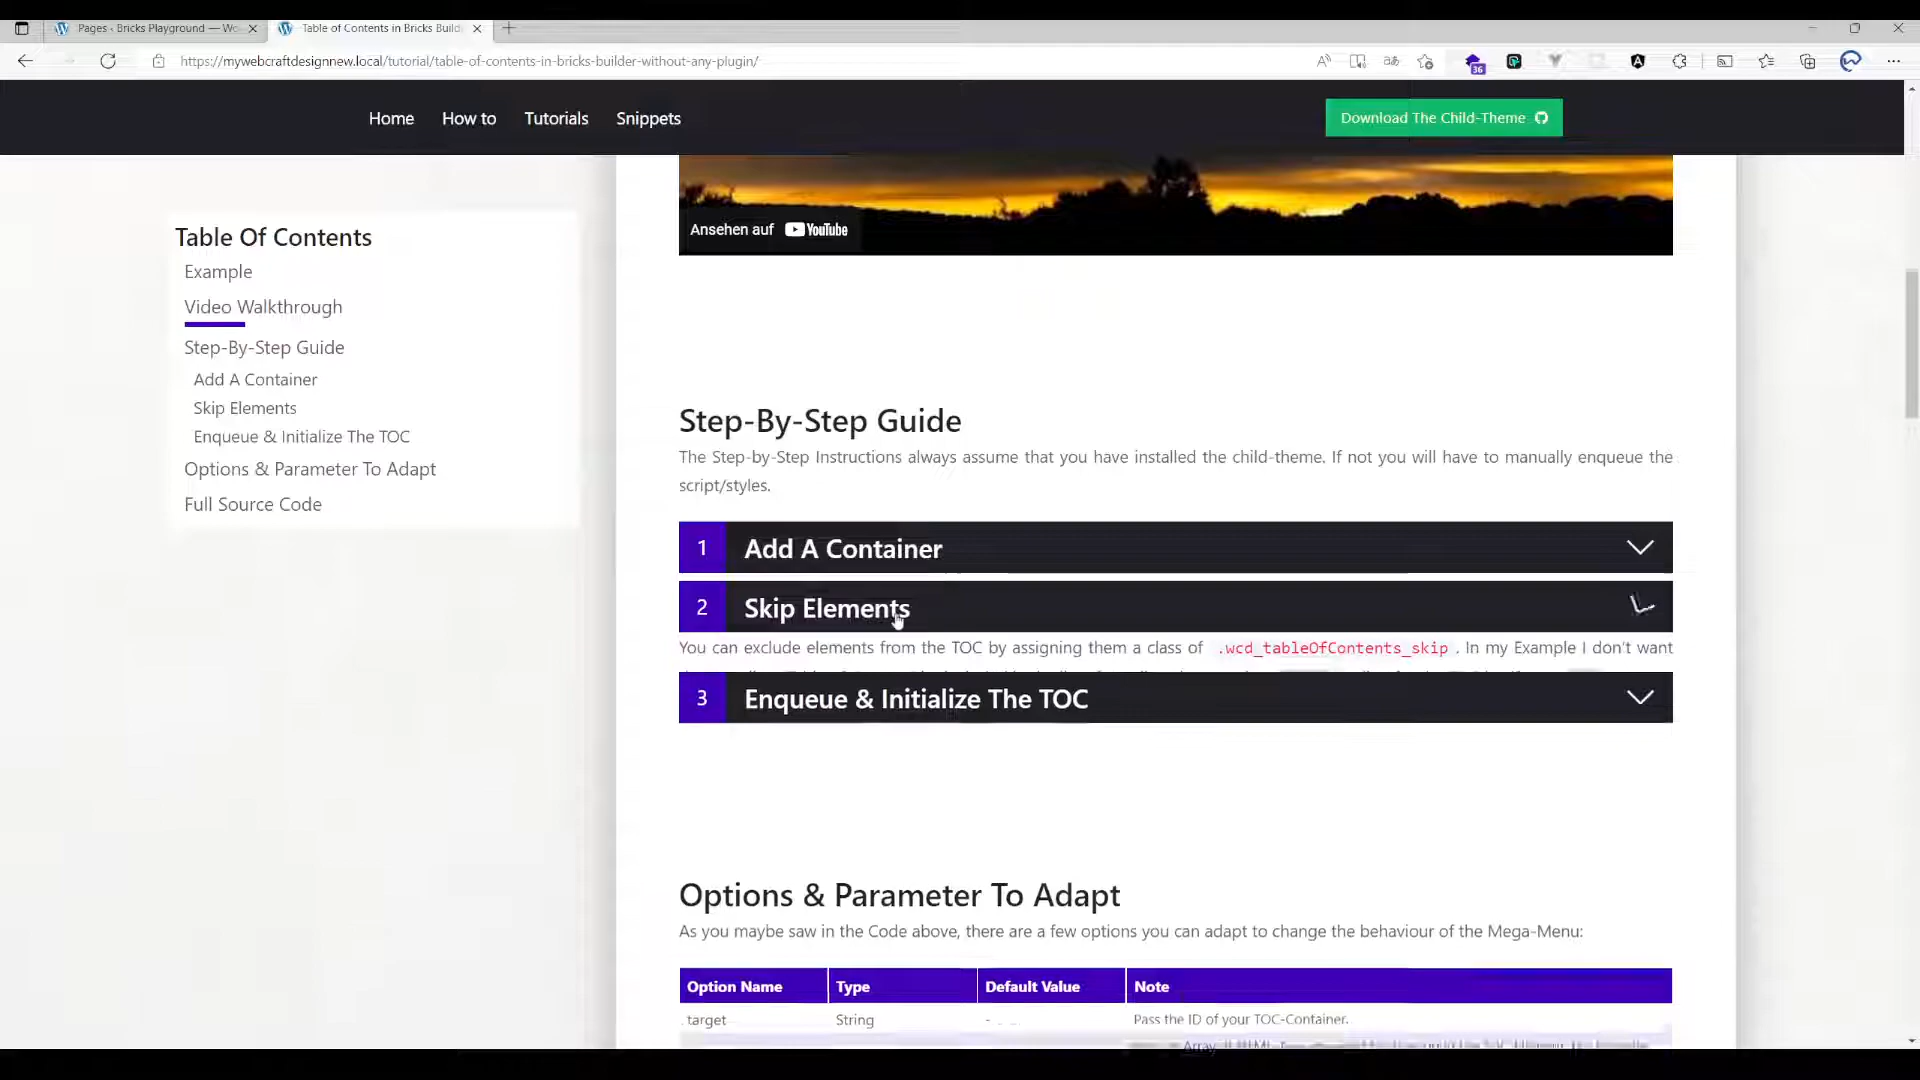 Pages ‹ Bricks Playground — Wo
Table of Contents in Bricks Build
https://mywebcraftdesignnew.local/tutorial/table-of-contents-in-bricks-builder-without-any-plugin/
36
Home
How to
Tutorials
Snippets
Download The Child-Theme
Ansehen auf YouTube
Table Of Contents
Example
Video Walkthrough
Step-By-Step Guide
Add A Container
Skip Elements
Enqueue & Initialize The TOC
Options & Parameter To Adapt
Full Source Code
Step-By-Step Guide
The Step-by-Step Instructions always assume that you have installed the child-theme. If not you will have to manually enqueue the
script/styles.
1 Add A Container
2 Skip Elements
You can exclude elements from the TOC by assigning them a class of .wcd_tableOfContents_skip . In my Example I don't want
3 Enqueue & Initialize The TOC
Options & Parameter To Adapt
As you maybe saw in the Code above, there are a few options you can adapt to change the behaviour of the Mega-Menu:
Option Name Type Default Value Note
target String - Pass the ID of your TOC-Container.
Array